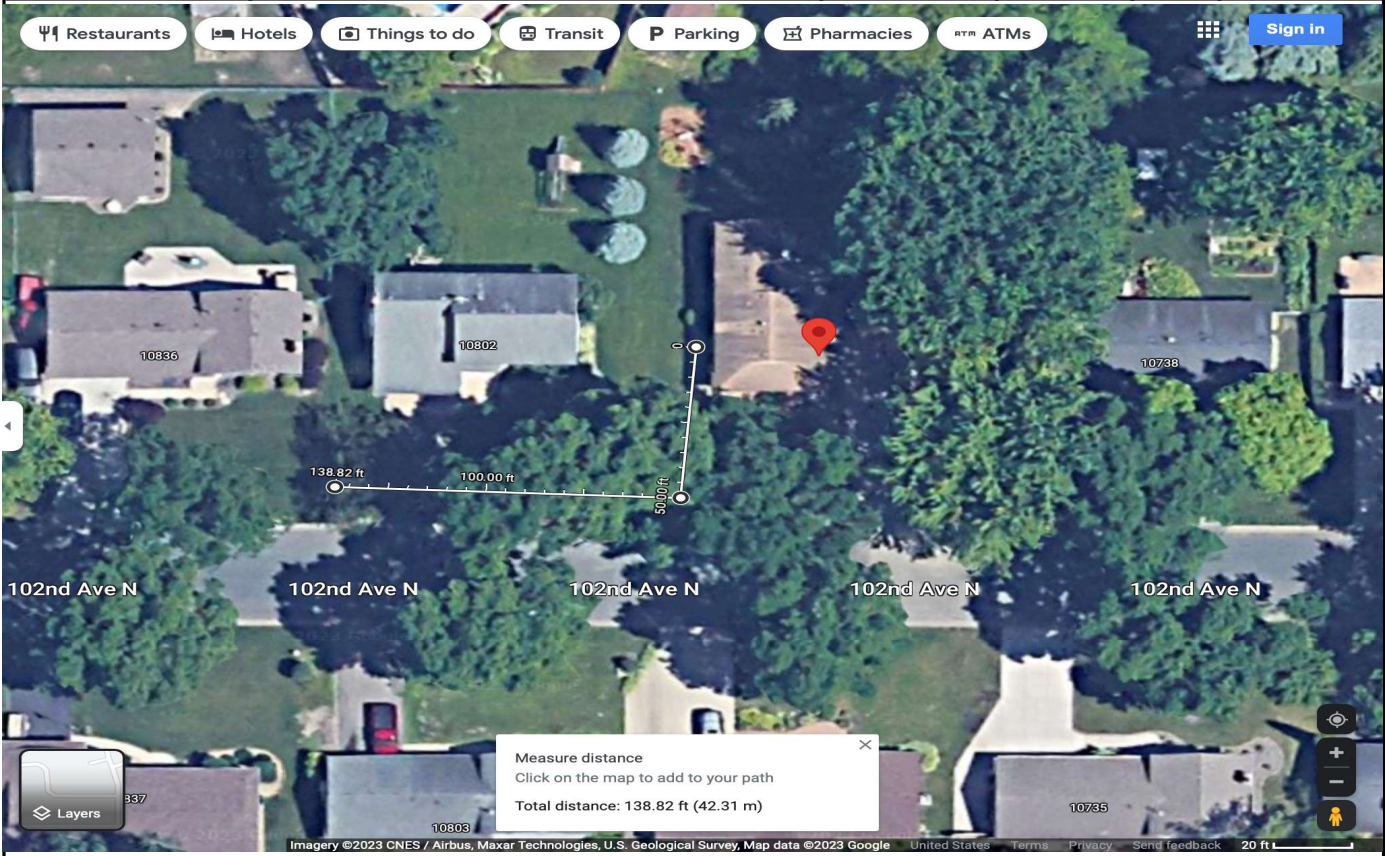 Restaurants
Hotels
Things to do
Transit
P Parking
Pharmacies
ATM ATMs
Sign in
10836
10802
0
10738
138.82 ft
100.00 ft
50.00 ft
102nd Ave N
102nd Ave N
102nd Ave N
102nd Ave N
102nd Ave N
Measure distance
Click on the map to add to your path
Total distance: 138.82 ft (42.31 m)
Layers
837
10803
10735
Imagery ©2023 CNES / Airbus, Maxar Technologies, U.S. Geological Survey, Map data ©2023 Google United States Terms Privacy Send feedback 20 ft